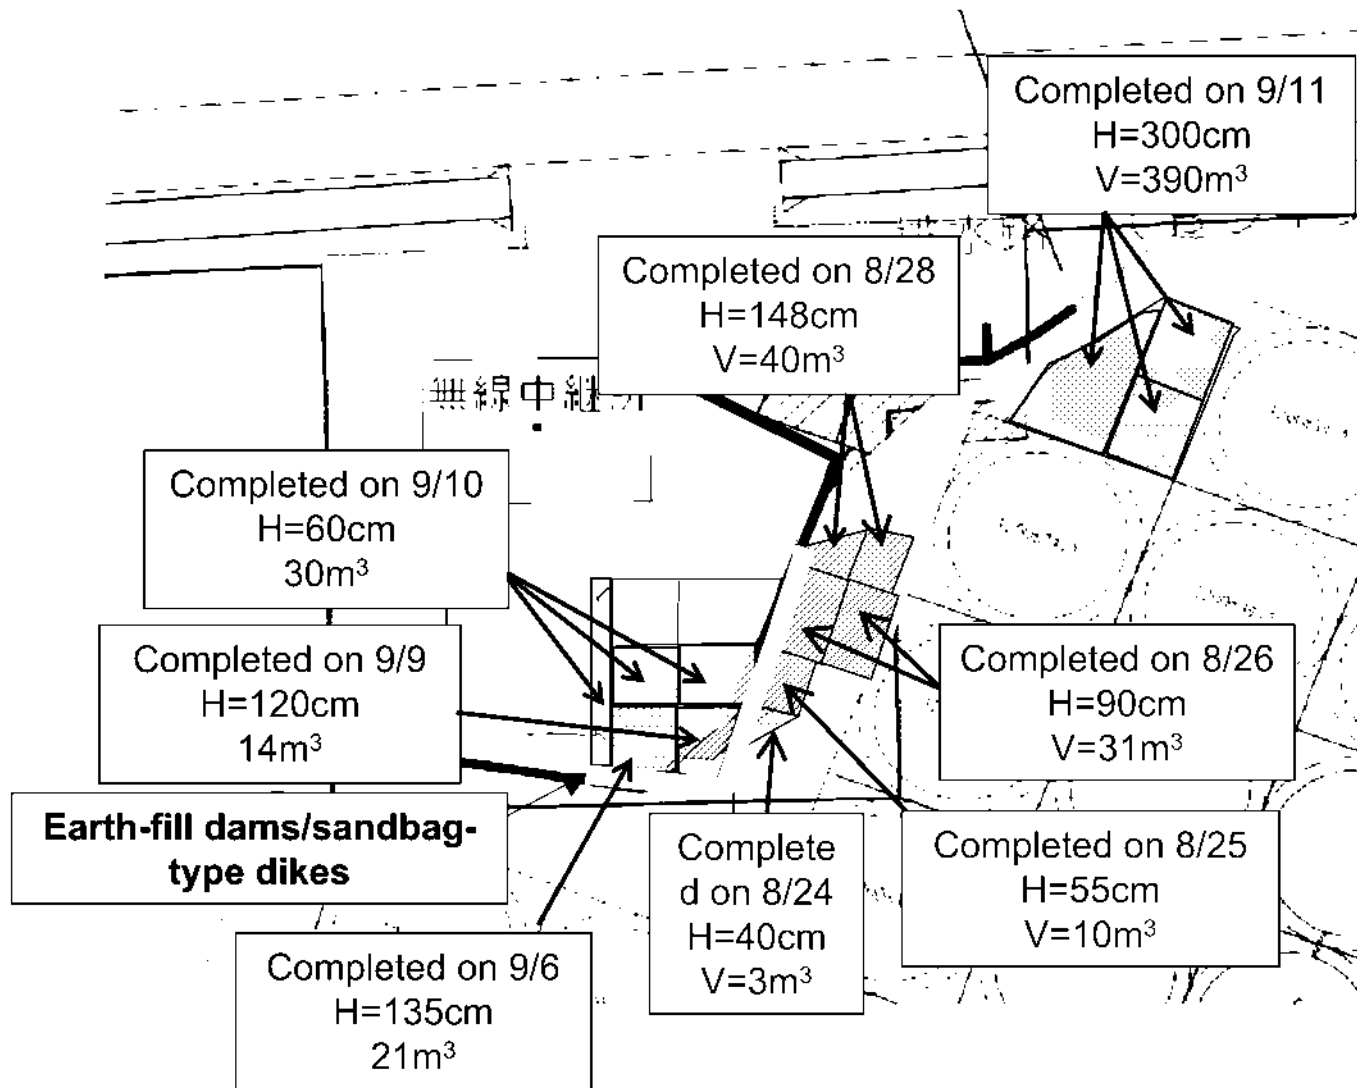 Completed on 9/11
H=300cm
V=390m³
Completed on 8/28
H=148cm
V=40m³
無線中継
Completed on 9/10
H=60cm
30m³
Completed on 9/9
H=120cm
14m³
Completed on 8/26
H=90cm
V=31m³
Earth-fill dams/sandbag-
type dikes
Complete
d on 8/24
H=40cm
V=3m³
Completed on 8/25
H=55cm
V=10m³
Completed on 9/6
H=135cm
21m³